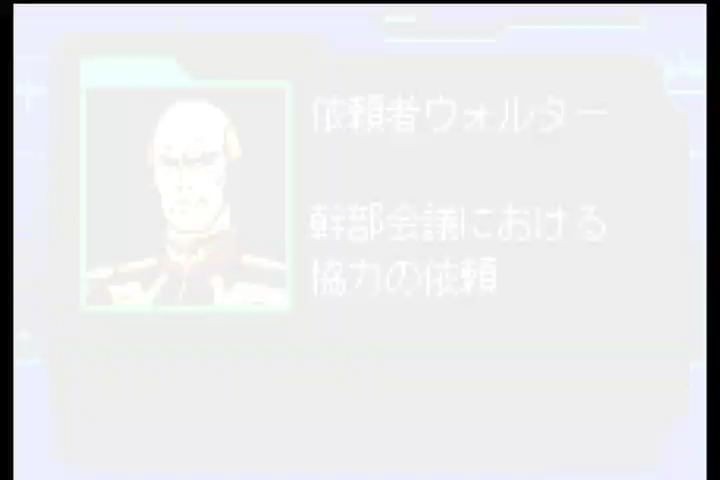 依頼者ウォルター
幹部会議における
協力の依頼